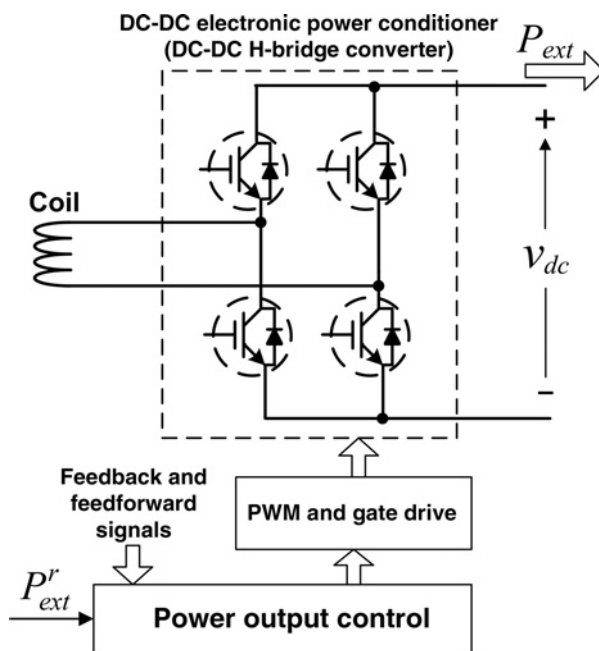 DC-DC electronic power conditioner
(DC-DC H-bridge converter)
P_ext
+
Coil
v_dc
-
Feedback and
feedforward
signals
PWM and gate drive
P^r_ext
Power output control